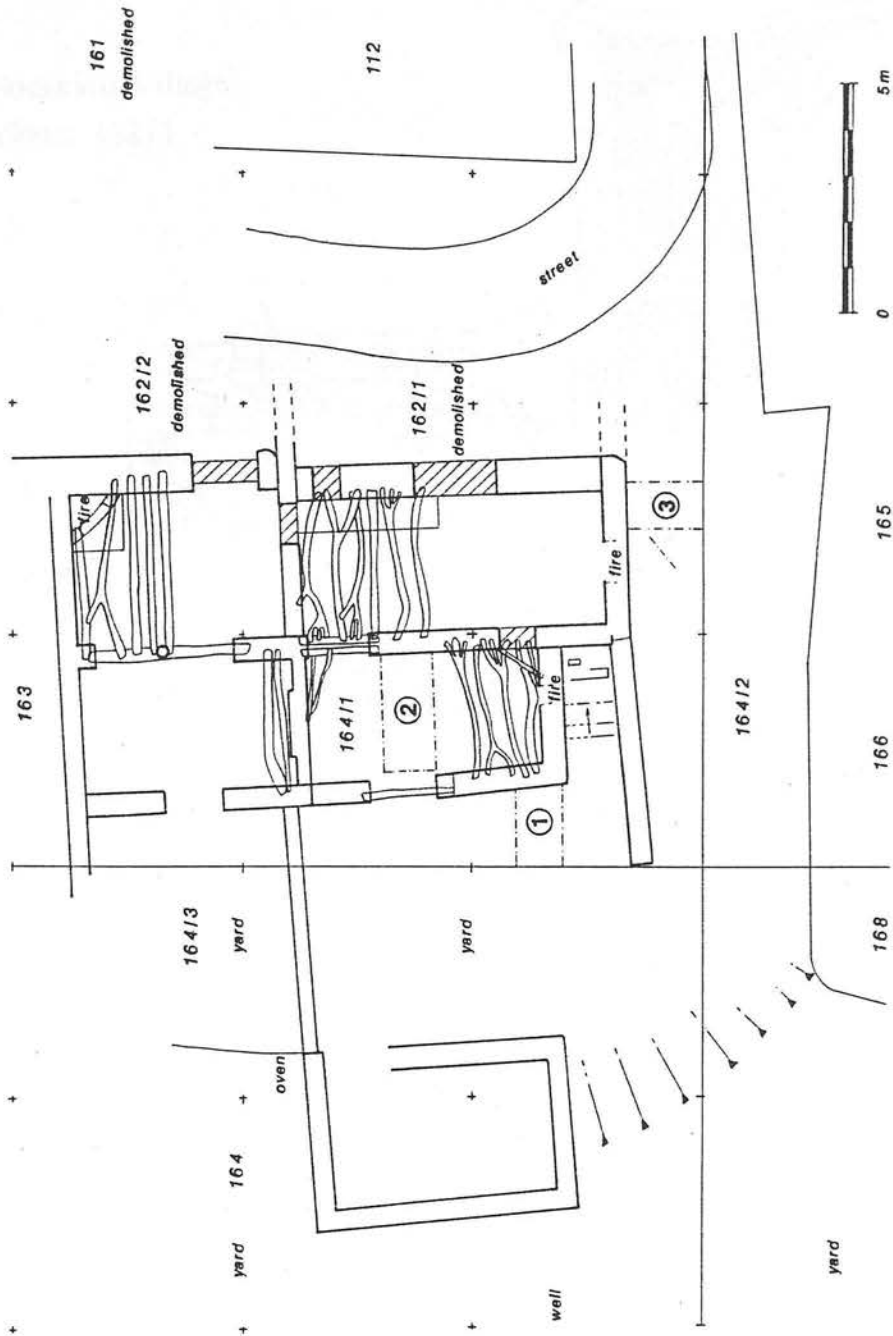 163
fire
161
demolished
162/2
demolished
164/3
164
yard
yard
oven
164/1
112
2
162/1
demolished
yard
1
well
fire
street
fire
3
164/2
yard
168
166
165
0
5m